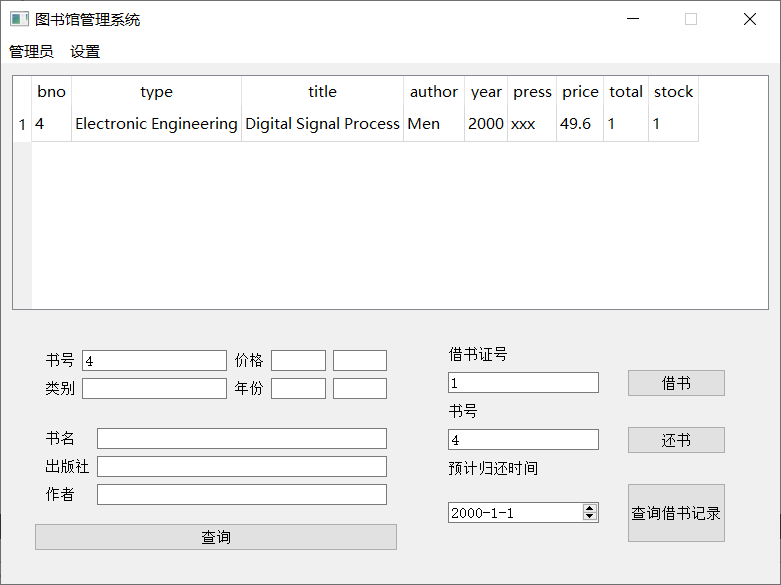 图书馆管理系统
管理员 设置
bno type title author year press price total stock
1 4 Electronic Engineering Digital Signal Process Men 2000 xxx 49.6 1 1
书号 4 价格
类别 年份
书名
出版社
作者
查询
借书证号
1 借书
书号
4 还书
预计归还时间
2000-1-1 查询借书记录